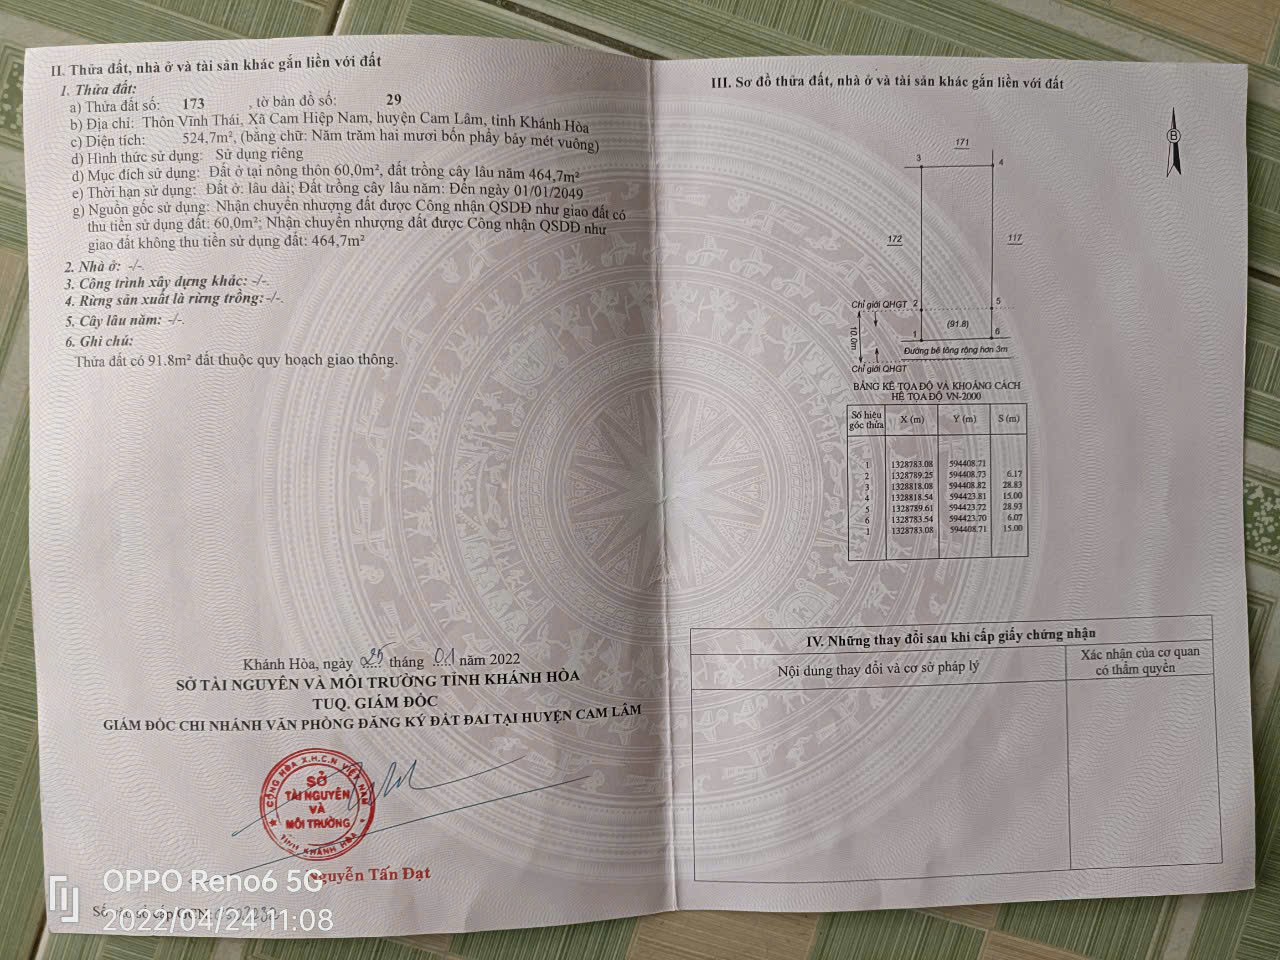 II. Thửa đất, nhà ở và tài sản khác gắn liền với đất
1. Thửa đất:
a) Thửa đất số: 173 , tờ bản đồ số: 29
b) Địa chỉ: Thôn Vĩnh Thái, Xã Cam Hiệp Nam, huyện Cam Lâm, tỉnh Khánh Hòa
c) Diện tích: 524,7m², (bằng chữ: Năm trăm hai mươi bốn phẩy bảy mét vuông)
d) Hình thức sử dụng: Sử dụng riêng
đ) Mục đích sử dụng: Đất ở tại nông thôn 60,0m², đất trồng cây lâu năm 464,7m²
e) Thời hạn sử dụng: Đất ở: lâu dài; Đất trồng cây lâu năm: Đến ngày 01/01/2049
g) Nguồn gốc sử dụng: Nhận chuyển nhượng đất được Công nhận QSDĐ như giao đất có
thu tiền sử dụng đất: 60,0m²; Nhận chuyển nhượng đất được Công nhận QSDĐ như
giao đất không thu tiền sử dụng đất: 464,7m²
2. Nhà ở: -/-.
3. Công trình xây dựng khác: -/-.
4. Rừng sản xuất là rừng trồng: -/-.
5. Cây lâu năm: -/-.
6. Ghi chú:
Thửa đất có 91.8m² đất thuộc quy hoạch giao thông.
Khánh Hòa, ngày 25 tháng 01 năm 2022
SỞ TÀI NGUYÊN VÀ MÔI TRƯỜNG TỈNH KHÁNH HÒA
TUQ. GIÁM ĐỐC
GIÁM ĐỐC CHI NHÁNH VĂN PHÒNG ĐĂNG KÝ ĐẤT ĐAI TẠI HUYỆN CAM LÂM
CỘNG HÒA X.H.C.N VIỆT NAM
SỞ
TÀI NGUYÊN
VÀ
MÔI TRƯỜNG
TỈNH KHÁNH HÒA
Nguyễn Tấn Đạt
OPPO Reno6 5G
2022/04/24 11:08
III. Sơ đồ thửa đất, nhà ở và tài sản khác gắn liền với đất
B
171
3
4
172
117
Chỉ giới QHGT 2
5
10.0m
(91.8)
1
6
Đường bê tông rộng hơn 3m
Chỉ giới QHGT
BẢNG KÊ TỌA ĐỘ VÀ KHOẢNG CÁCH
HỆ TỌA ĐỘ VN-2000
Số hiệu góc thửa X (m) Y (m) S (m)
1 1328783.08 594408.71
2 1328789.25 594408.73 6.17
3 1328818.08 594408.82 28.83
4 1328818.54 594423.81 15.00
5 1328789.61 594423.72 28.93
6 1328783.54 594423.70 6.07
1 1328783.08 594408.71 15.00
IV. Những thay đổi sau khi cấp giấy chứng nhận
Nội dung thay đổi và cơ sở pháp lý
Xác nhận của cơ quan
có thẩm quyền